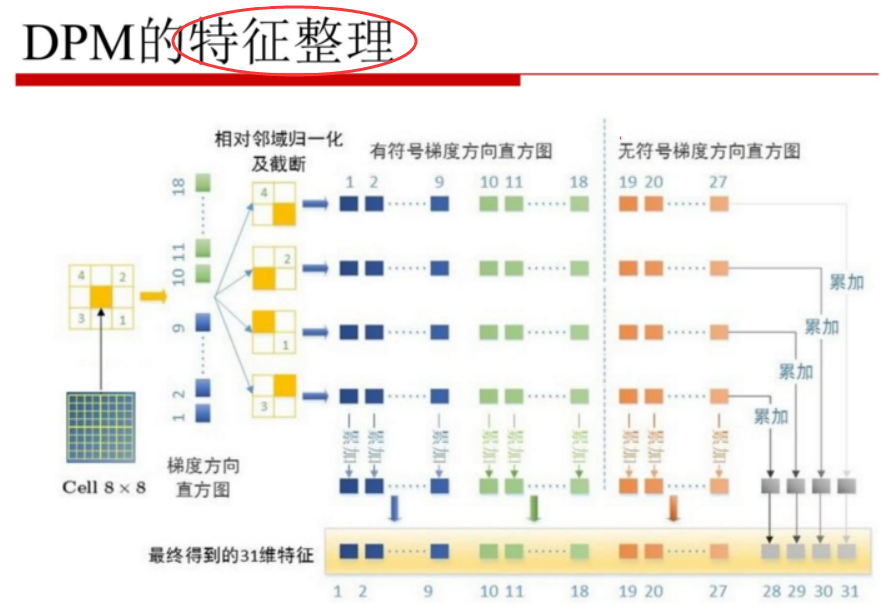 DPM的特征整理
相对邻域归一化
及截断
有符号梯度方向直方图
无符号梯度方向直方图
1 2 9 10 11 18 19 20 27
18
11
10
9
2
1
4 2
3 1
4
2
1
3
累加
累加
累加
累加
累加 累加 累加 累加 累加 累加 累加 累加 累加
Cell 8 × 8
梯度方向
直方图
最终得到的31维特征
1 2 9 10 11 18 19 20 27 28 29 30 31